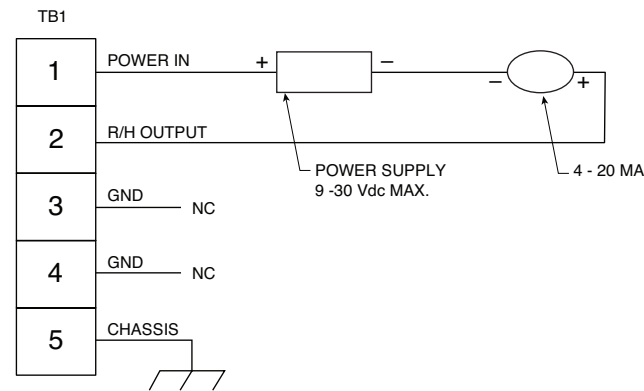 TB1
1 POWER IN + − − +
2 R/H OUTPUT
POWER SUPPLY
9 -30 Vdc MAX.
4 - 20 MA
3 GND NC
4 GND NC
5 CHASSIS